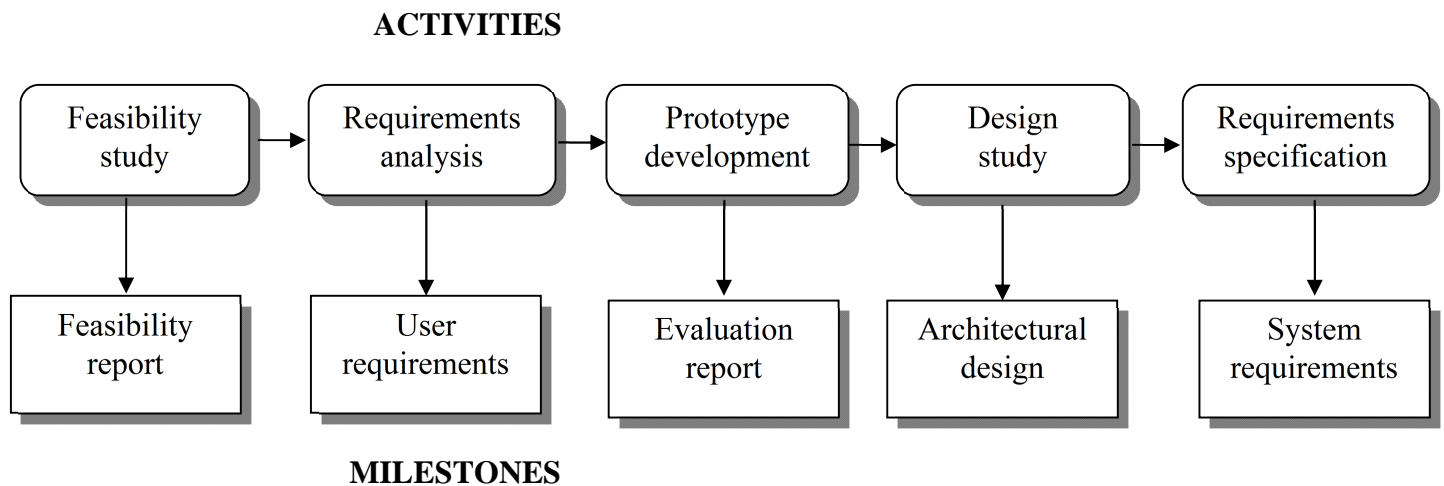 ACTIVITIES
Feasibility
study
Requirements
analysis
Prototype
development
Design
study
Requirements
specification
Feasibility
report
User
requirements
Evaluation
report
Architectural
design
System
requirements
MILESTONES